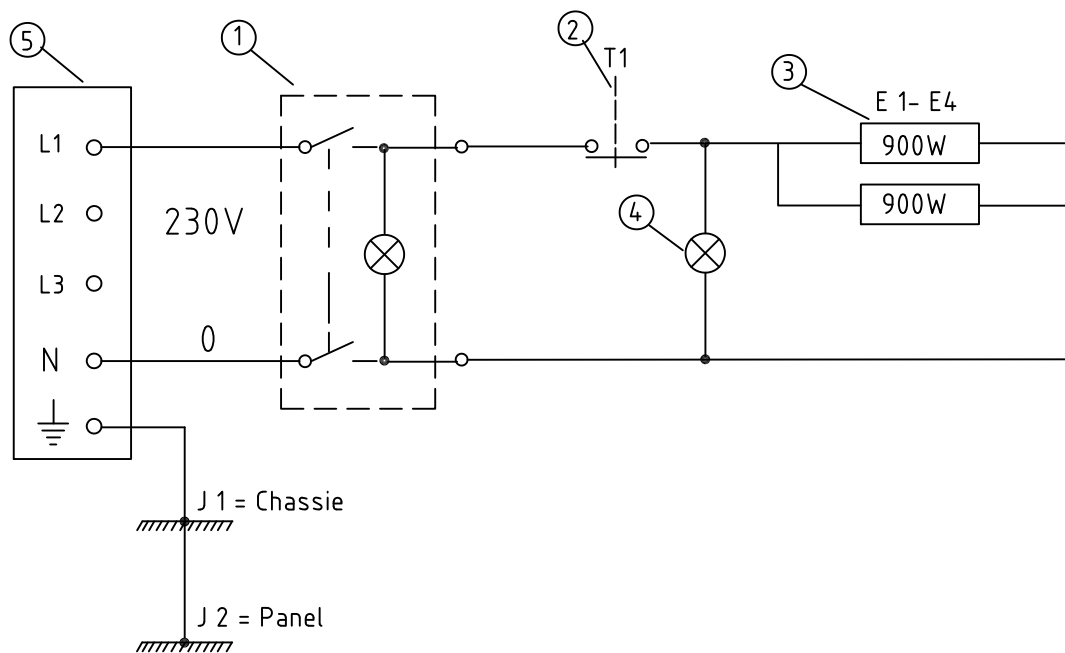 5
1
2
T1
3
E 1- E4
L1
900W
L2
230V
4
900W
L3
N
0
J 1 = Chassie
J 2 = Panel